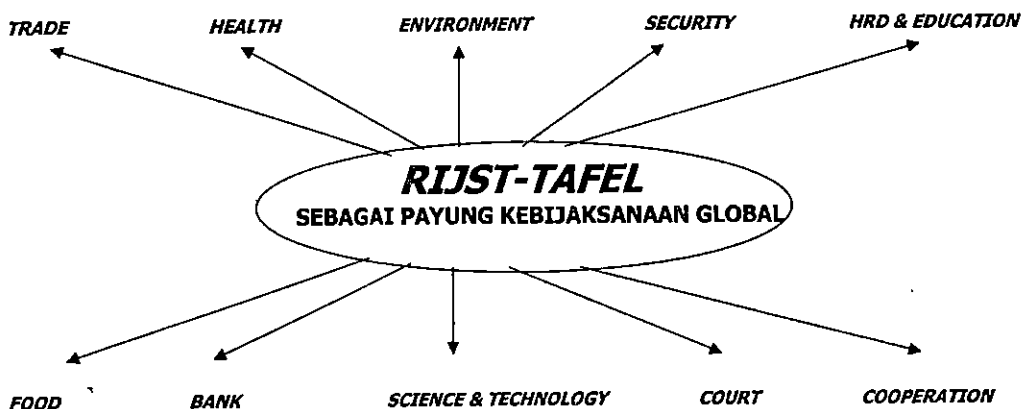 TRADE HEALTH ENVIRONMENT SECURITY HRD & EDUCATION
RIJST-TAFEL
SEBAGAI PAYUNG KEBIJAKSANAAN GLOBAL
FOOD BANK SCIENCE & TECHNOLOGY COURT COOPERATION